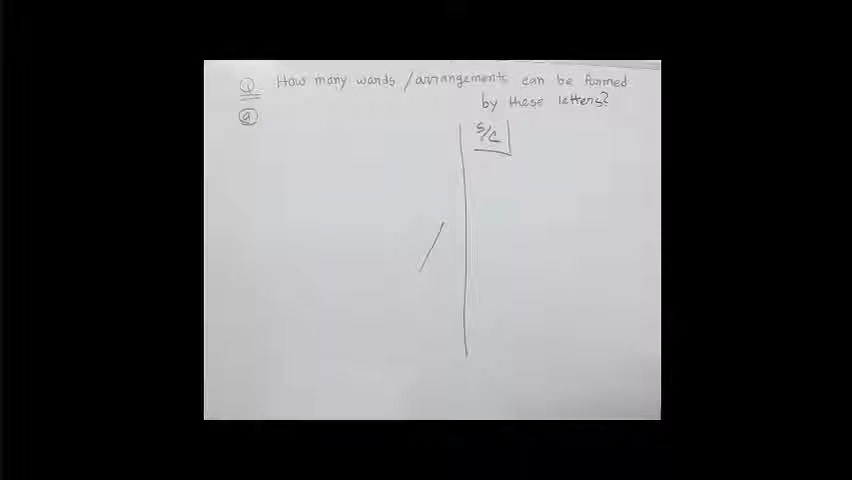 Q How many words /arrangements can be formed
by these letters?
a
S/C